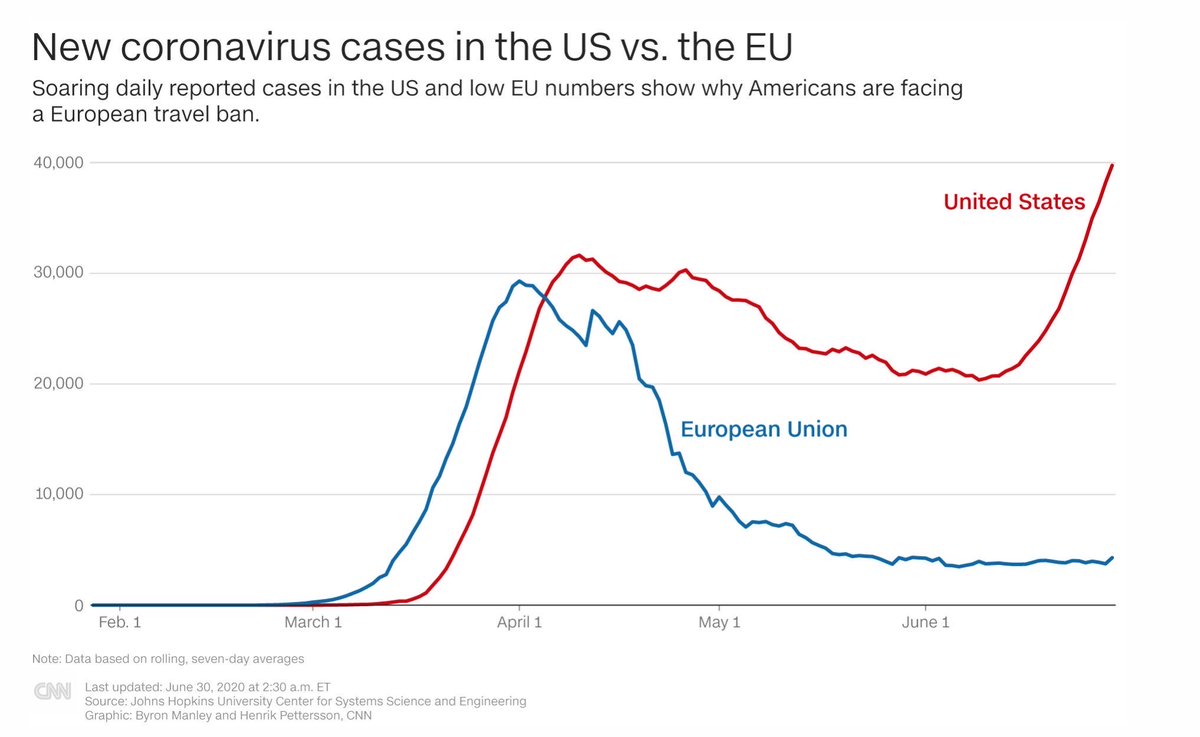 New coronavirus cases in the US vs. the EU
Soaring daily reported cases in the US and low EU numbers show why Americans are facing
a European travel ban.
40,000
United States
30,000
20,000
European Union
10,000
0
Feb. 1
March 1
April 1
May 1
June 1
Note: Data based on rolling, seven-day averages
CNN
Last updated: June 30, 2020 at 2:30 a.m. ET
Source: Johns Hopkins University Center for Systems Science and Engineering
Graphic: Byron Manley and Henrik Pettersson, CNN